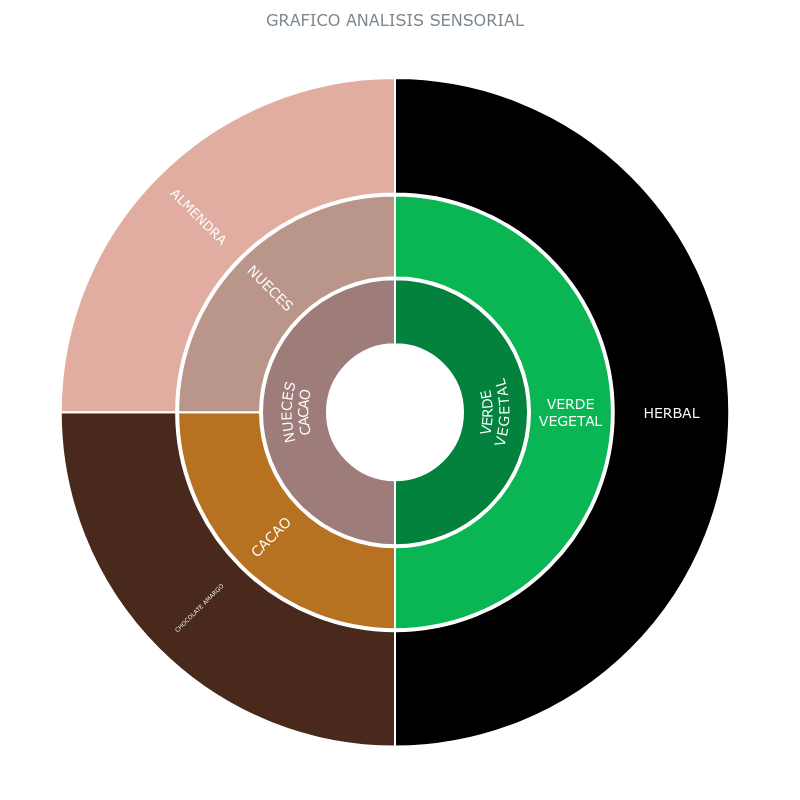 GRAFICO ANALISIS SENSORIAL
ALMENDRA
NUECES
NUECES
CACAO
VERDE
VEGETAL
VERDE
VEGETAL
HERBAL
CACAO
CHOCOLATE AMARGO